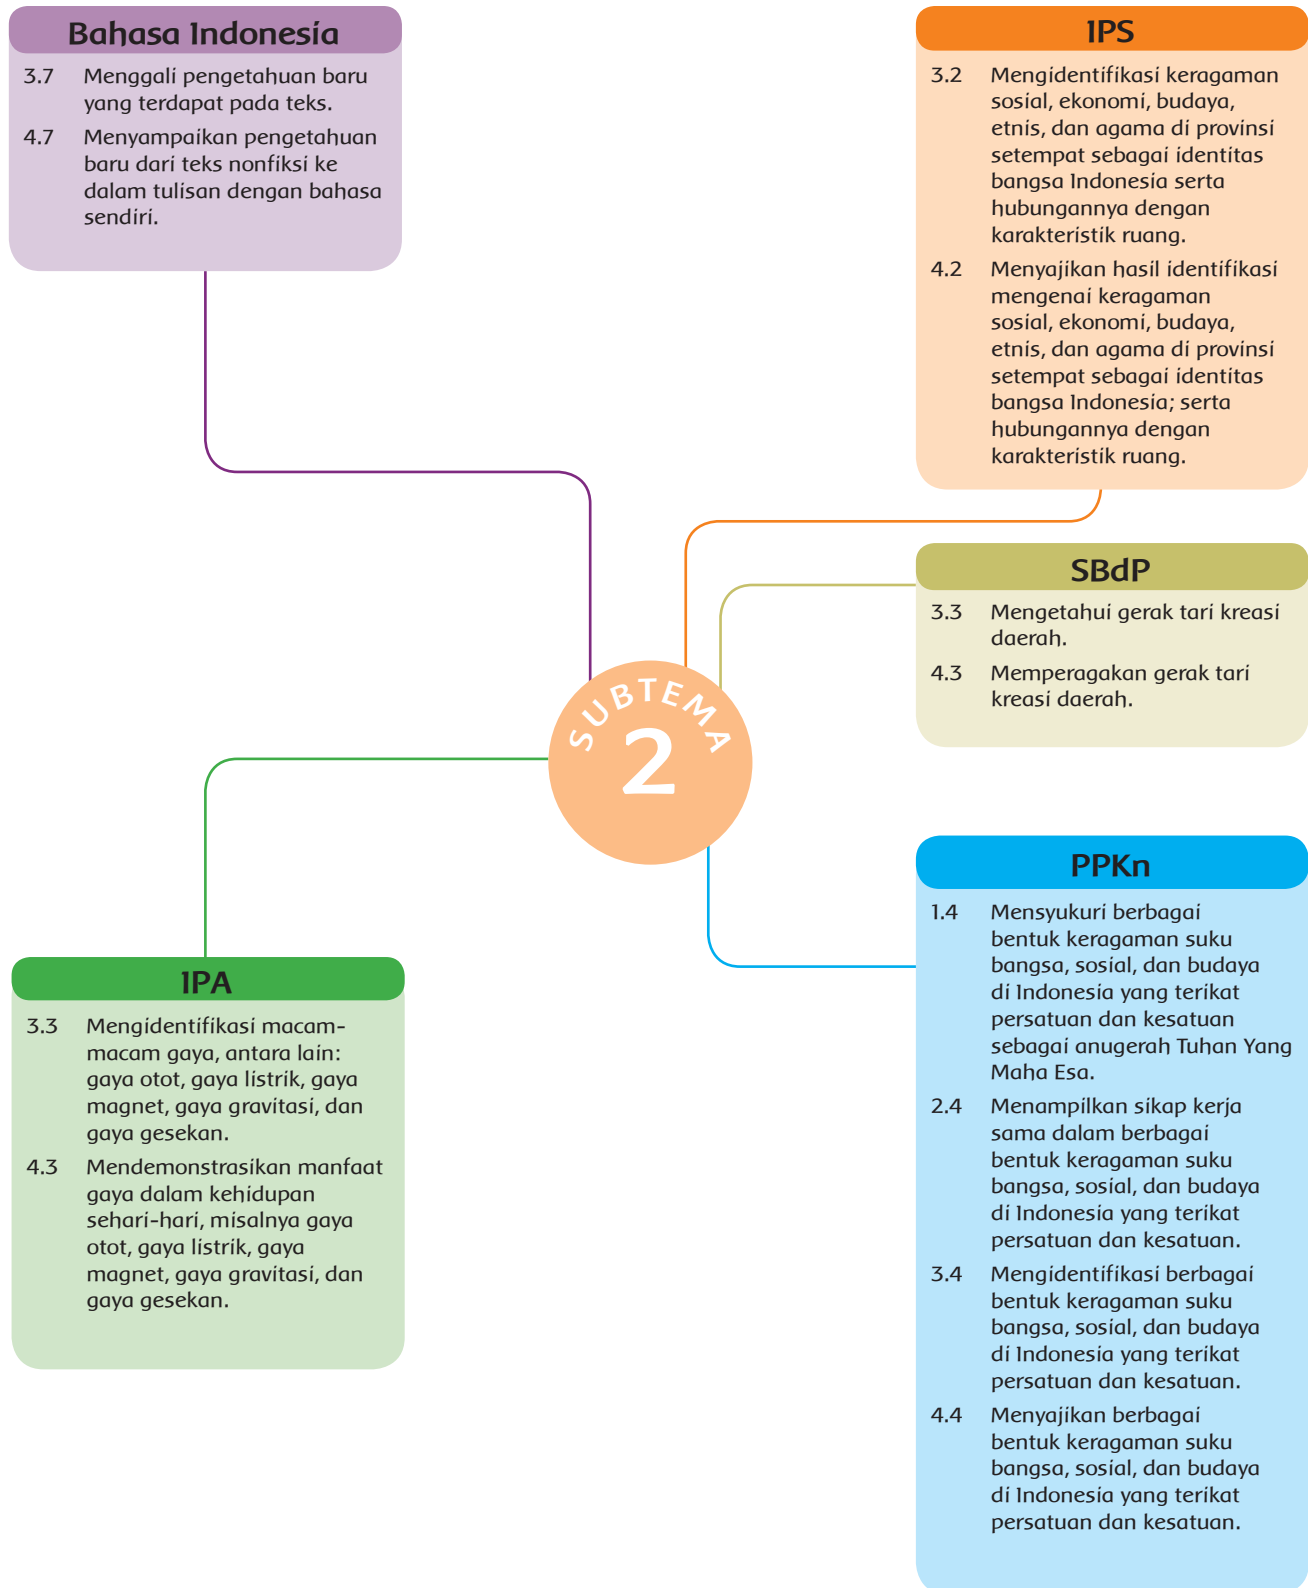 Bahasa Indonesia
3.7 Menggali pengetahuan baru
yang terdapat pada teks.
4.7 Menyampaikan pengetahuan
baru dari teks nonfiksi ke
dalam tulisan dengan bahasa
sendiri.
IPS
3.2 Mengidentifikasi keragaman
sosial, ekonomi, budaya,
etnis, dan agama di provinsi
setempat sebagai identitas
bangsa Indonesia serta
hubungannya dengan
karakteristik ruang.
4.2 Menyajikan hasil identifikasi
mengenai keragaman
sosial, ekonomi, budaya,
etnis, dan agama di provinsi
setempat sebagai identitas
bangsa Indonesia; serta
hubungannya dengan
karakteristik ruang.
SBdP
3.3 Mengetahui gerak tari kreasi
daerah.
4.3 Memperagakan gerak tari
kreasi daerah.
SUBTEMA
2
IPA
3.3 Mengidentifikasi macam-
macam gaya, antara lain:
gaya otot, gaya listrik, gaya
magnet, gaya gravitasi, dan
gaya gesekan.
4.3 Mendemonstrasikan manfaat
gaya dalam kehidupan
sehari-hari, misalnya gaya
otot, gaya listrik, gaya
magnet, gaya gravitasi, dan
gaya gesekan.
PPKn
1.4 Mensyukuri berbagai
bentuk keragaman suku
bangsa, sosial, dan budaya
di Indonesia yang terikat
persatuan dan kesatuan
sebagai anugerah Tuhan Yang
Maha Esa.
2.4 Menampilkan sikap kerja
sama dalam berbagai
bentuk keragaman suku
bangsa, sosial, dan budaya
di Indonesia yang terikat
persatuan dan kesatuan.
3.4 Mengidentifikasi berbagai
bentuk keragaman suku
bangsa, sosial, dan budaya
di Indonesia yang terikat
persatuan dan kesatuan.
4.4 Menyajikan berbagai
bentuk keragaman suku
bangsa, sosial, dan budaya
di Indonesia yang terikat
persatuan dan kesatuan.